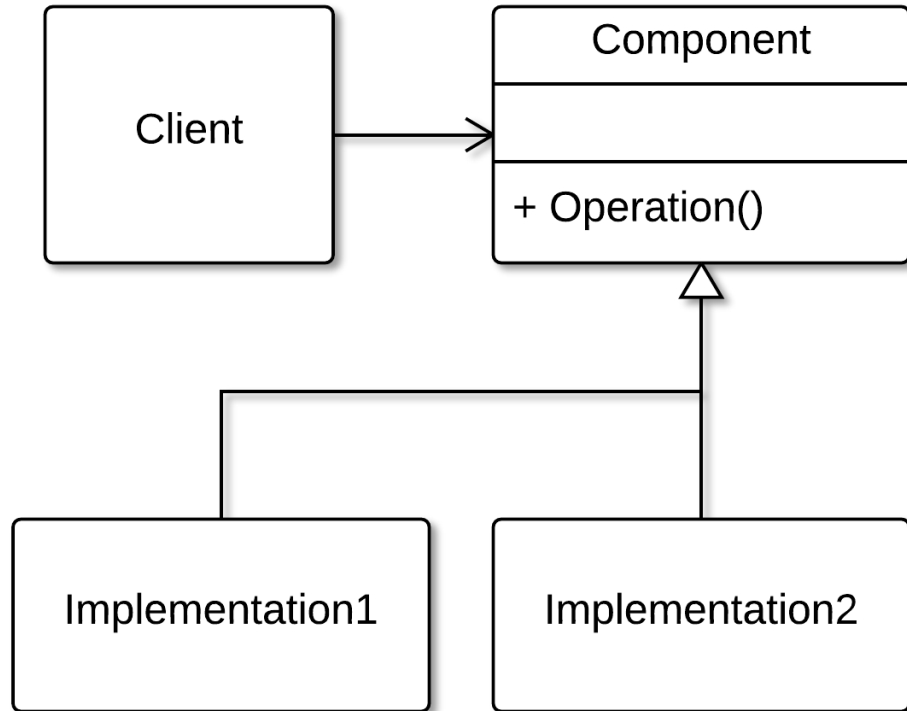 Client
Component
+ Operation()
Implementation1
Implementation2